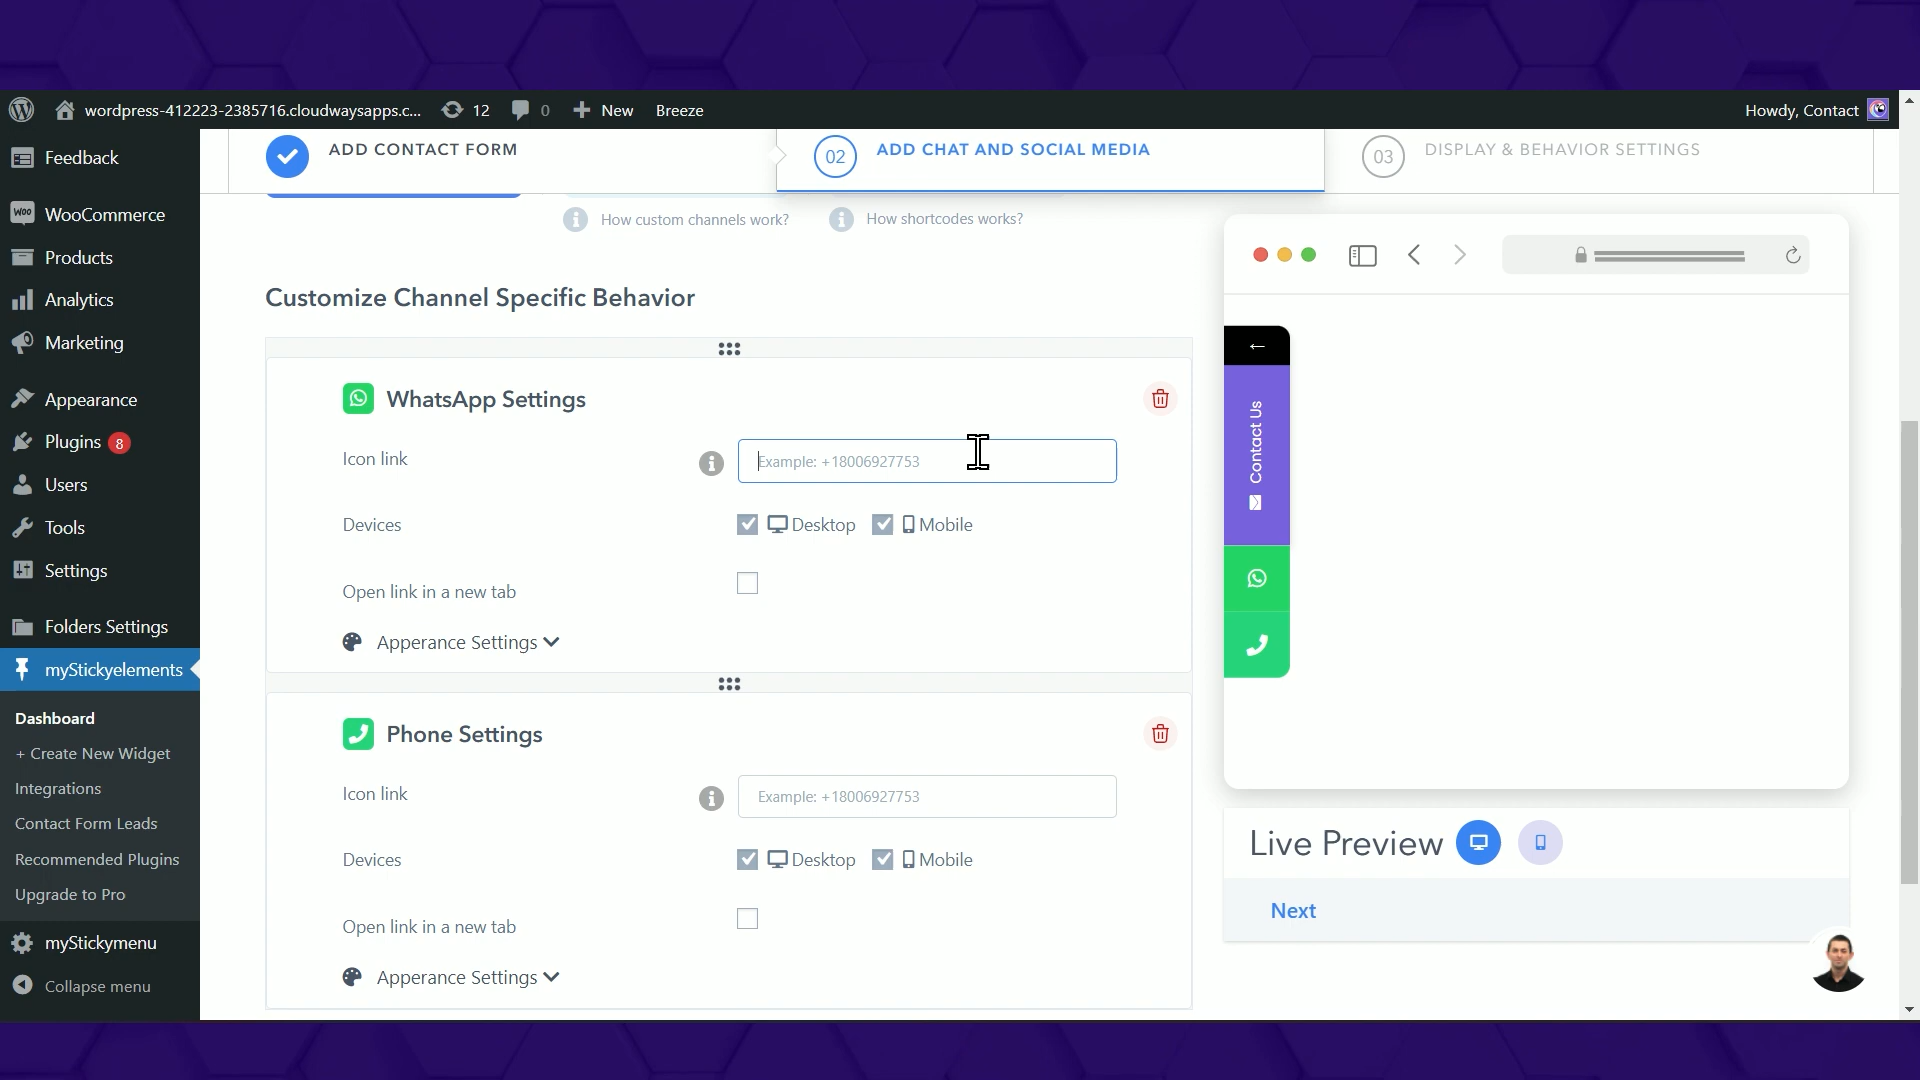 wordpress-412223-2385716.cloudwaysapps.c... 12 0 New Breeze Howdy, Contact
Feedback
WooCommerce
Products
Analytics
Marketing
Appearance
Plugins 8
Users
Tools
Settings
Folders Settings
myStickyelements
Dashboard
+ Create New Widget
Integrations
Contact Form Leads
Recommended Plugins
Upgrade to Pro
myStickymenu
Collapse menu
ADD CONTACT FORM
02 ADD CHAT AND SOCIAL MEDIA
03 DISPLAY & BEHAVIOR SETTINGS
How custom channels work? How shortcodes works?
Customize Channel Specific Behavior
WhatsApp Settings
Icon link Example: +18006927753
Devices Desktop Mobile
Open link in a new tab
Apperance Settings
Phone Settings
Icon link Example: +18006927753
Devices Desktop Mobile
Open link in a new tab
Apperance Settings
Contact Us
Live Preview
Next